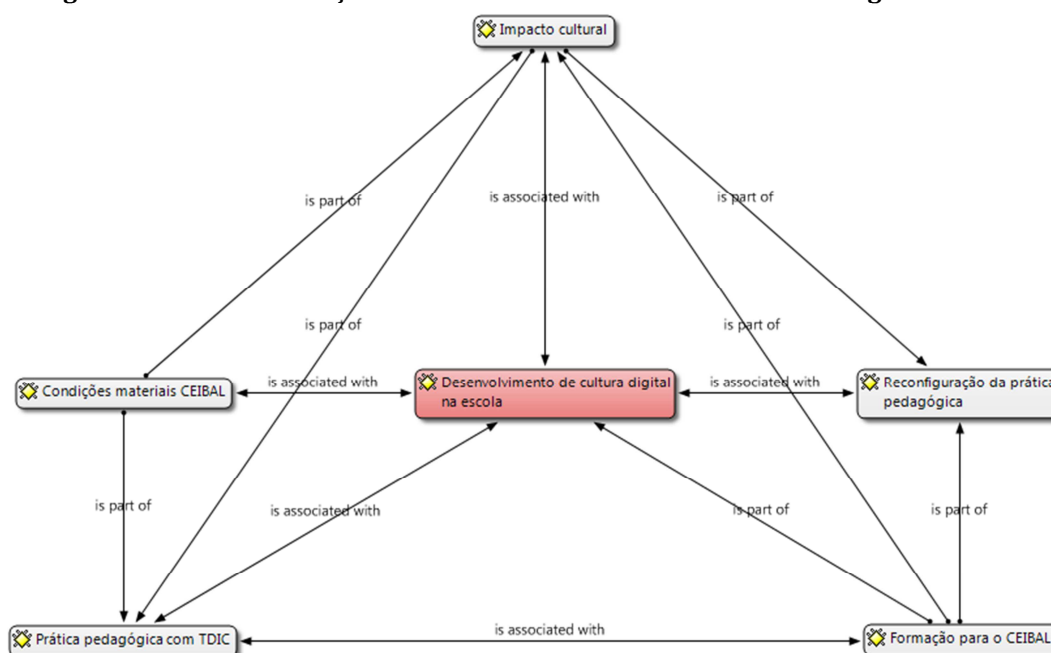 Impacto cultural
is part of
is associated with
is part of
is part of
is part of
Condições materiais CEIBAL
is associated with
Desenvolvimento de cultura digital
na escola
is associated with
Reconfiguração da prática
pedagógica
is part of
is associated with
is part of
is part of
Prática pedagógica com TDIC
is associated with
Formação para o CEIBAL